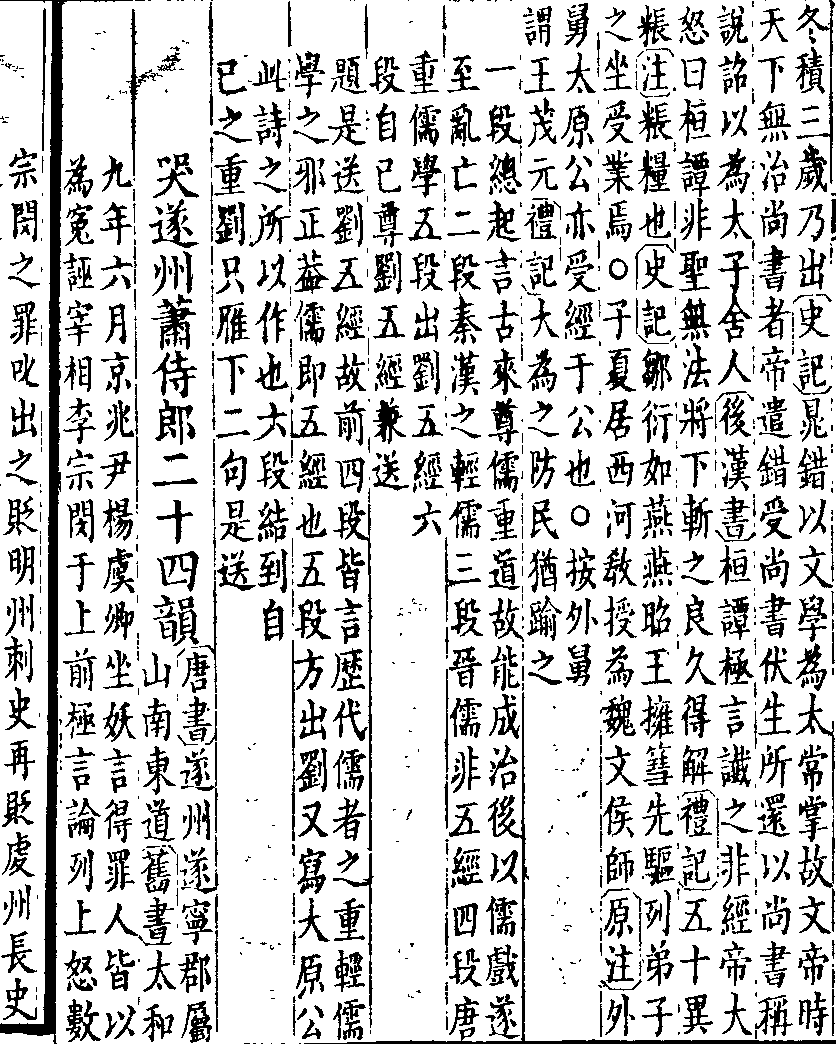 冬積三歲乃出史記晁錯以文學為太常掌故文帝時
天下無治尚書者帝遣錯受尚書伏生所還以尚書稱
說詔以為太子舍人後漢書桓譚極言讖之非經帝大
怒曰桓譚非聖無法將下斬之良久得解禮記五十異
粻注粻糧也史記鄒衍如燕燕昭王擁篲先驅列弟子
之坐受業焉○子夏居西河教授為魏文侯師原注外
舅太原公亦受經于公也○按外舅
謂王茂元禮記大為之防民猶踰之
一段總起言古來尊儒重道故能成治後以儒戲遂
至亂亡二段秦漢之輕儒三段晉儒非五經四段唐
重儒學五段出劉五經六
段自已尊劉五經兼送
題是送劉五經故前四段皆言歷代儒者之重輕儒
學之邪正葢儒即五經也五段方出劉又寫大原公
此詩之所以作也六段結到自
已之重劉只雁下二句是送
哭遂州蕭侍郎二十四韻
唐書遂州遂寧郡屬
山南東道舊書太和
九年六月京兆尹楊虞卿坐妖言得罪人皆以
為寃誣宰相李宗閔于上前極言論列上怒數
宗閔之罪叱出之貶明州刺史再貶處州長史